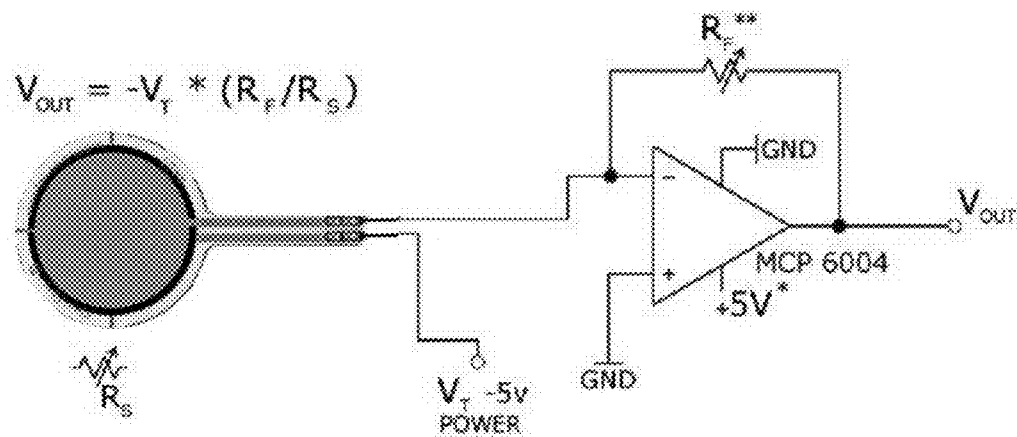 V_OUT = -V_T * (R_F/R_S)
R_F**
-
GND
V_OUT
+
MCP 6004
+5V*
GND
R_S
V_T -5v
POWER